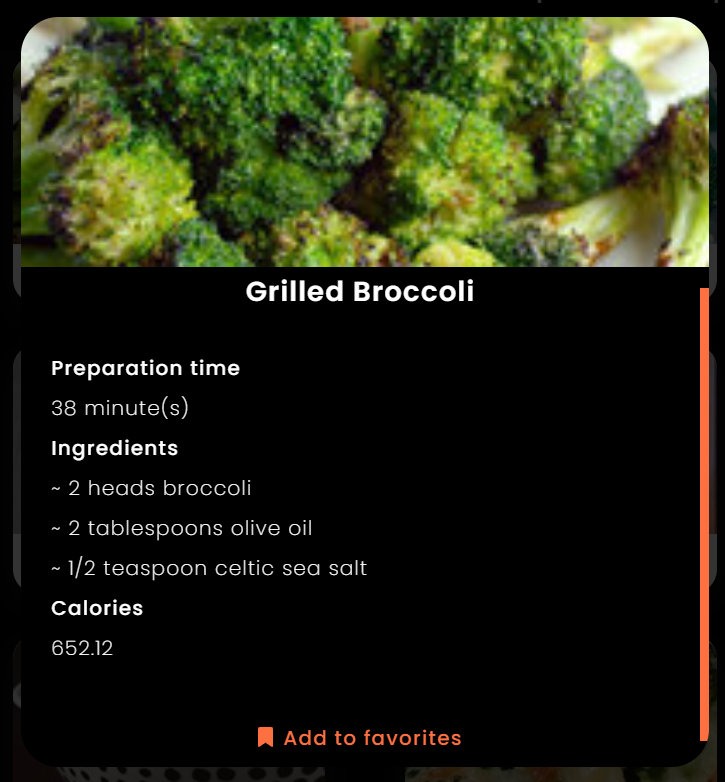 Grilled Broccoli
Preparation time
38 minute(s)
Ingredients
~ 2 heads broccoli
~ 2 tablespoons olive oil
~ 1/2 teaspoon celtic sea salt
Calories
652.12
Add to favorites